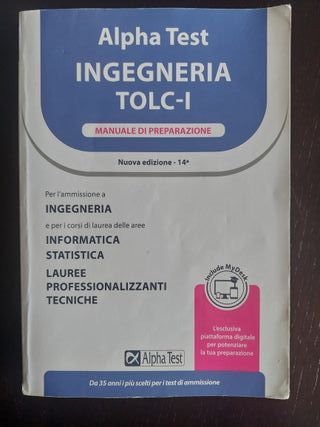 Alpha Test
INGEGNERIA
TOLC-I
MANUALE DI PREPARAZIONE
Nuova edizione - 14ª
Per l'ammissione a
INGEGNERIA
e per i corsi di laurea delle aree
INFORMATICA
STATISTICA
LAUREE
PROFESSIONALIZZANTI
TECNICHE
Include MyDesk
L'esclusiva
piattaforma digitale
per potenziare
la tua preparazione
Alpha Test
Da 35 anni i più scelti per i test di ammissione